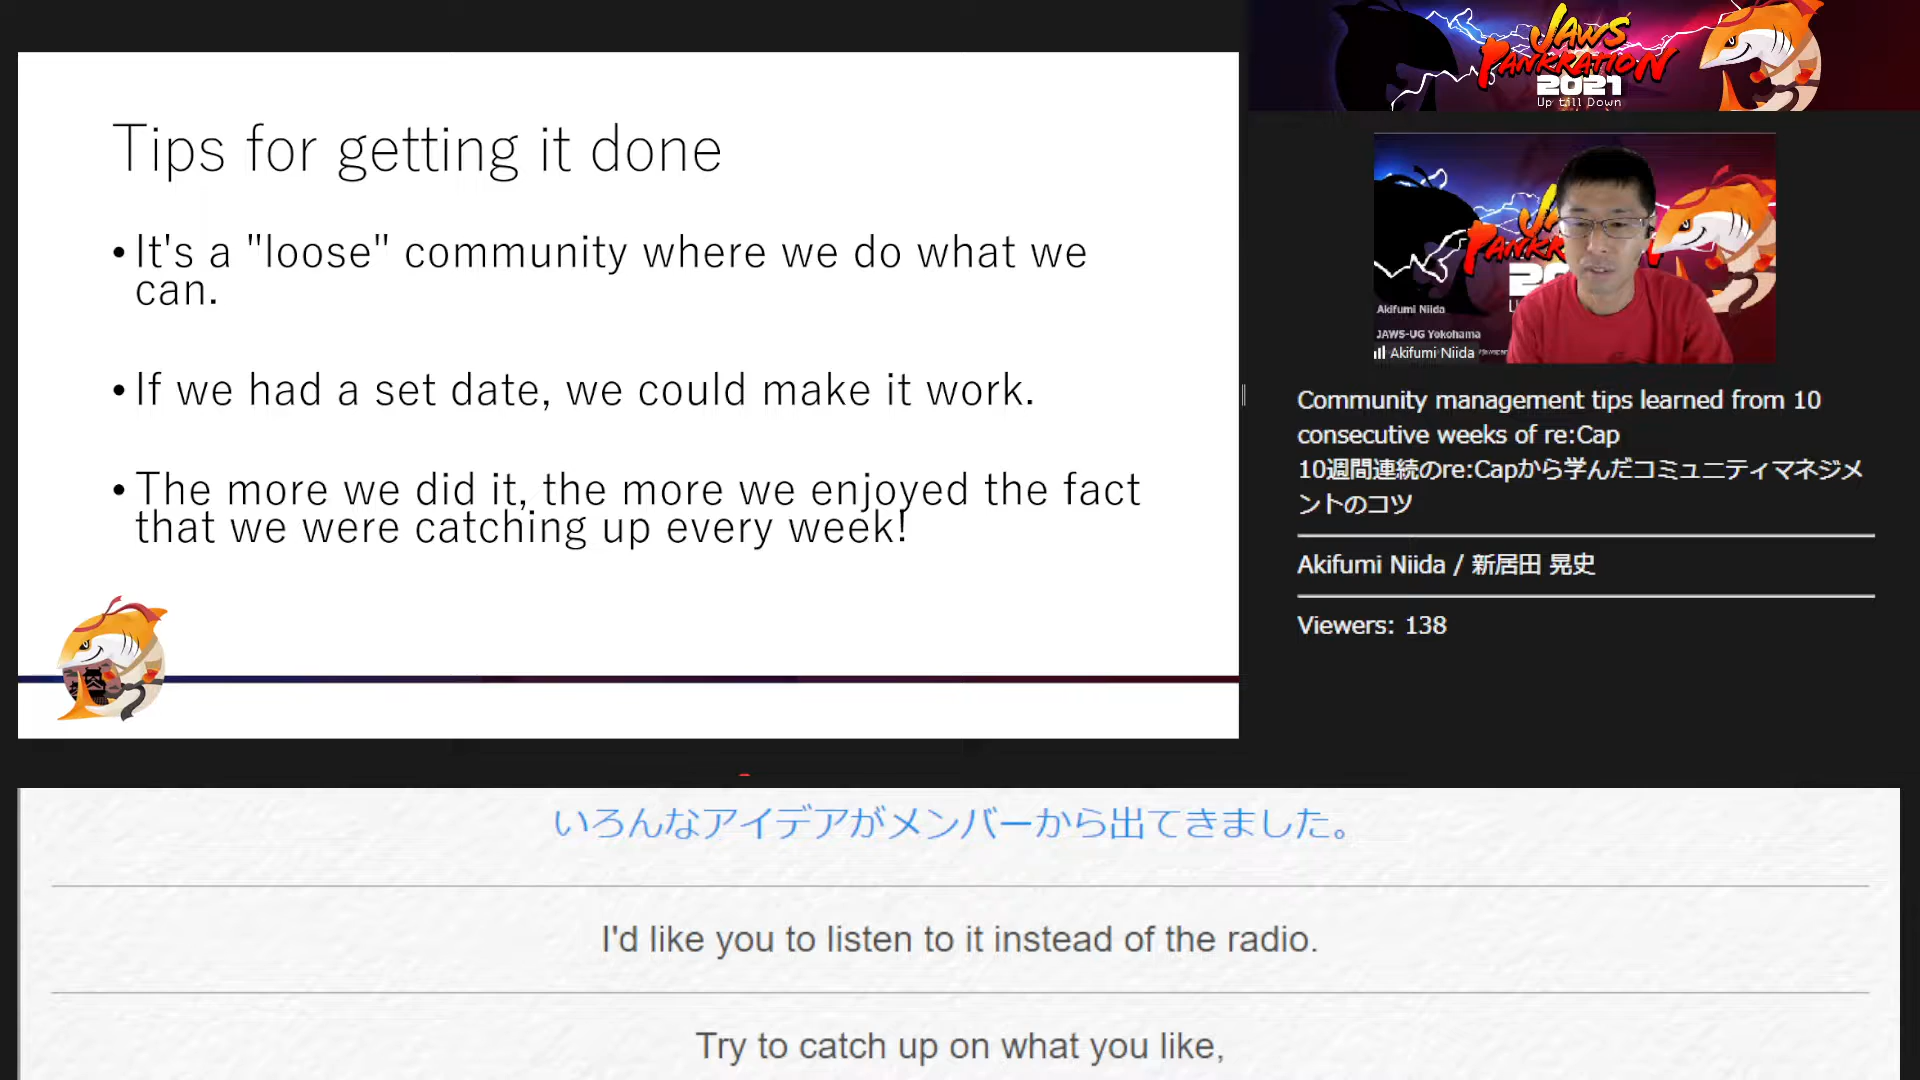 Tips for getting it done
•It's a "loose" community where we do what we
can.
•If we had a set date, we could make it work.
•The more we did it, the more we enjoyed the fact
that we were catching up every week!
JAWS
PANKRATION
2021
Up till Down
Akifumi Niida
JAWS-UG Yokohama
Akifumi Niida
Community management tips learned from 10
consecutive weeks of re:Cap
10週間連続のre:Capから学んだコミュニティマネジメ
ントのコツ
Akifumi Niida / 新居田 晃史
Viewers: 138
いろんなアイデアがメンバーから出てきました。
I'd like you to listen to it instead of the radio.
Try to catch up on what you like,